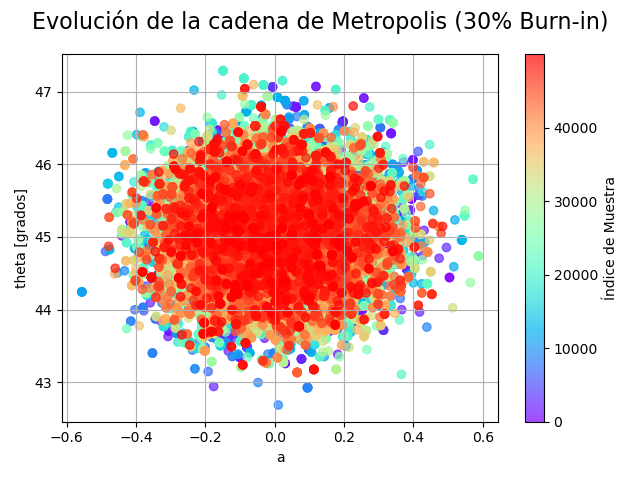 Evolución de la cadena de Metropolis (30% Burn-in)
47
46
45
44
43
theta [grados]
−0.6 −0.4 −0.2 0.0 0.2 0.4 0.6
a
40000
30000
20000
10000
0
Índice de Muestra